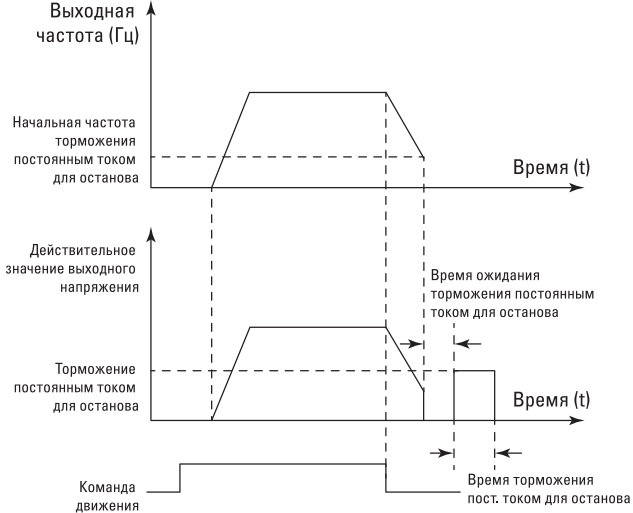 Выходная
частота (Гц)
Начальная частота
торможения
постоянным током
для останова
Время (t)
Действительное
значение выходного
напряжения
Время ожидания
торможения постоянным
током для останова
Торможение
постоянным током
для останова
Время (t)
Команда
движения
Время торможения
пост. током для останова